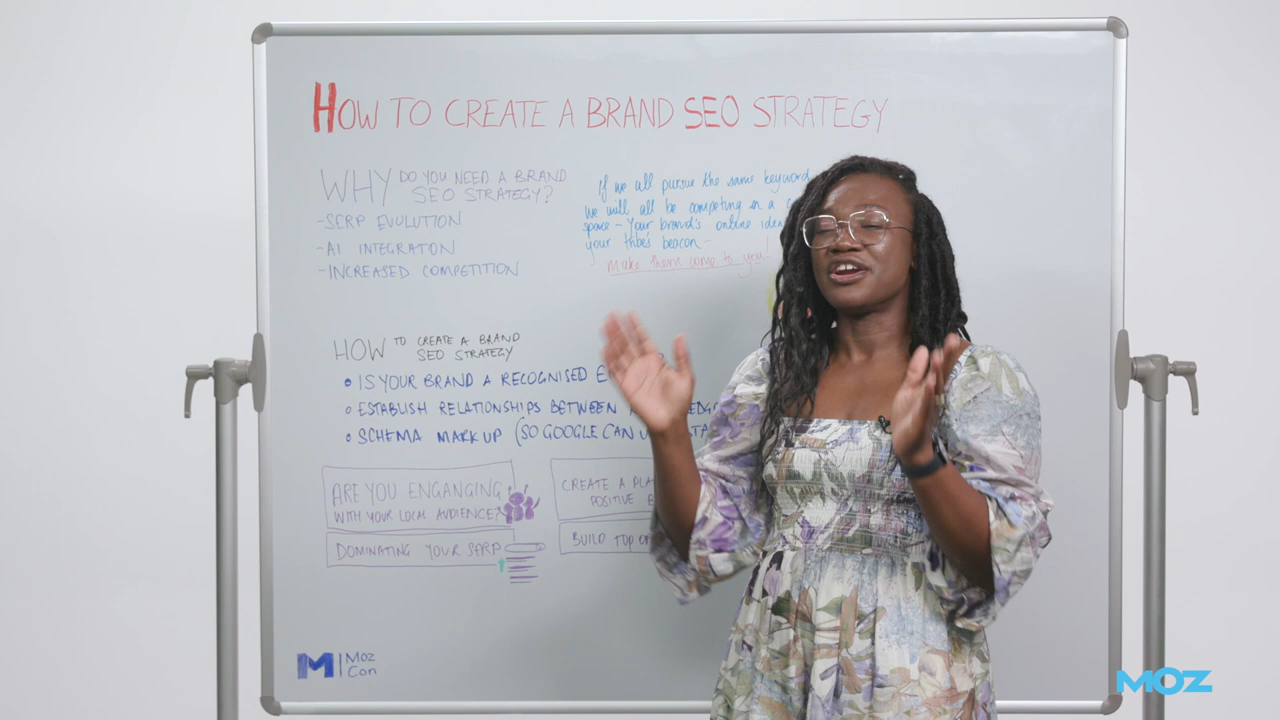 HOW TO CREATE A BRAND SEO STRATEGY
WHY DO YOU NEED A BRAND
SEO STRATEGY?
-SERP EVOLUTION
-AI INTEGRATION
-INCREASED COMPETITION
If we all pursue the same keyword
we will all be competing in a
space - Your brand's online
your tribe's beacon -
make them come to you!
HOW TO CREATE A BRAND
SEO STRATEGY
• IS YOUR BRAND A RECOGNISED
• ESTABLISH RELATIONSHIPS BETWEEN
• SCHEMA MARKUP (SO GOOGLE CAN
ARE YOU ENGANGING
WITH YOUR LOCAL AUDIENCE?
DOMINATING YOUR SERP
CREATE A
POSITIVE
BUILD TOP
M | MOZ
CON
MOZ